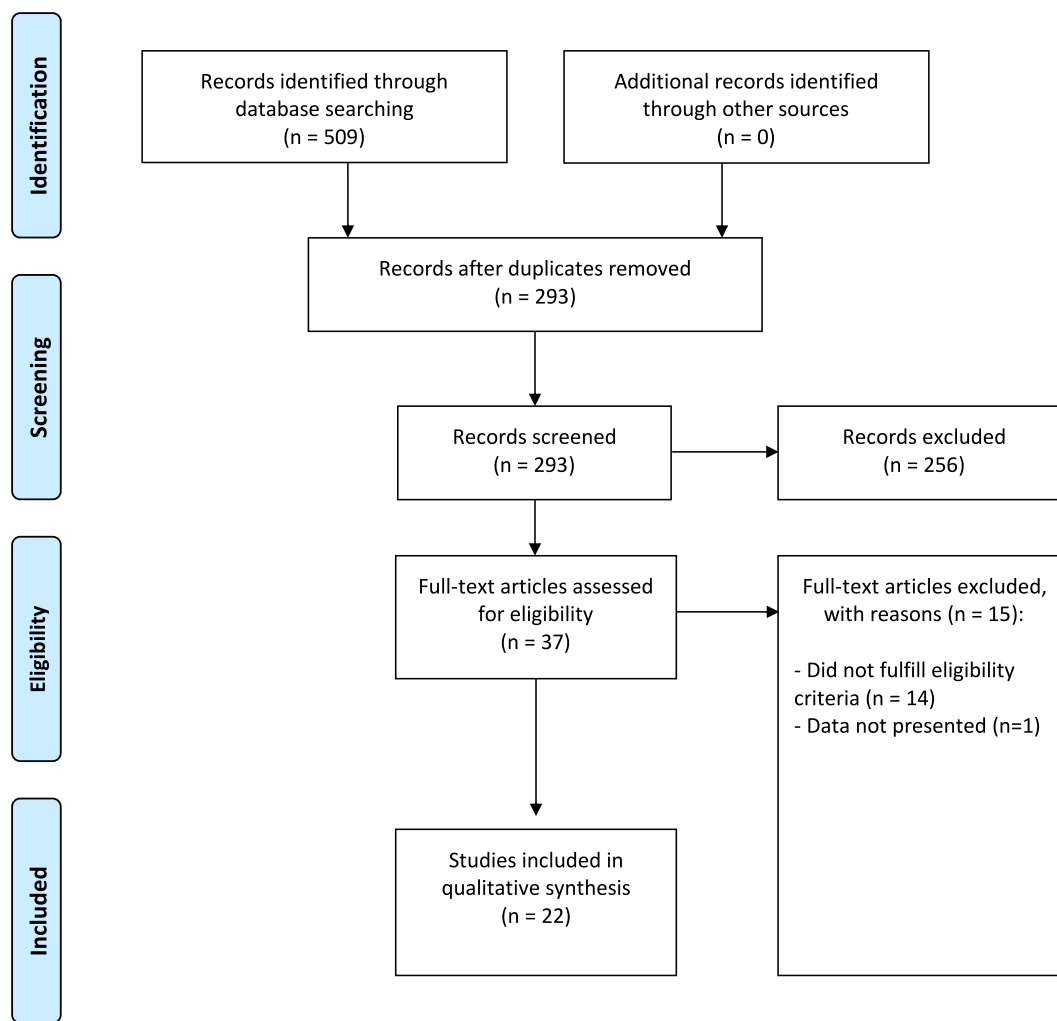 Identification
Records identified through
database searching
(n = 509)
Additional records identified
through other sources
(n = 0)
Records after duplicates removed
(n = 293)
Screening
Records screened
(n = 293)
Records excluded
(n = 256)
Eligibility
Full-text articles assessed
for eligibility
(n = 37)
Full-text articles excluded,
with reasons (n = 15):
- Did not fulfill eligibility
criteria (n = 14)
- Data not presented (n=1)
Included
Studies included in
qualitative synthesis
(n = 22)